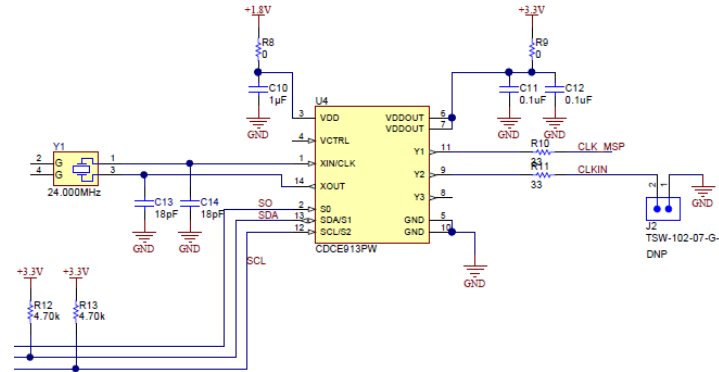 +1.8V
+3.3V
R8
0
R9
0
C10
1µF
C11
0.1uF
C12
0.1uF
GND
GND
GND
U4
3
VDD
VDDOUT
6
VDDOUT
7
4
VCTRL
Y1
11
R10
33
CLK_MSP
Y1
2
G
1
4
G
3
24.000MHz
1
XIN/CLK
Y2
9
R11
33
CLKIN
14
XOUT
Y3
8
2
1
GND
C13
18pF
C14
18pF
SO
2
S0
SDA
13
SDA/S1
GND
5
12
SCL/S2
GND
10
GND
GND
CDCE913PW
SCL
GND
J2
TSW-102-07-G-
DNP
+3.3V
+3.3V
R12
4.70k
R13
4.70k